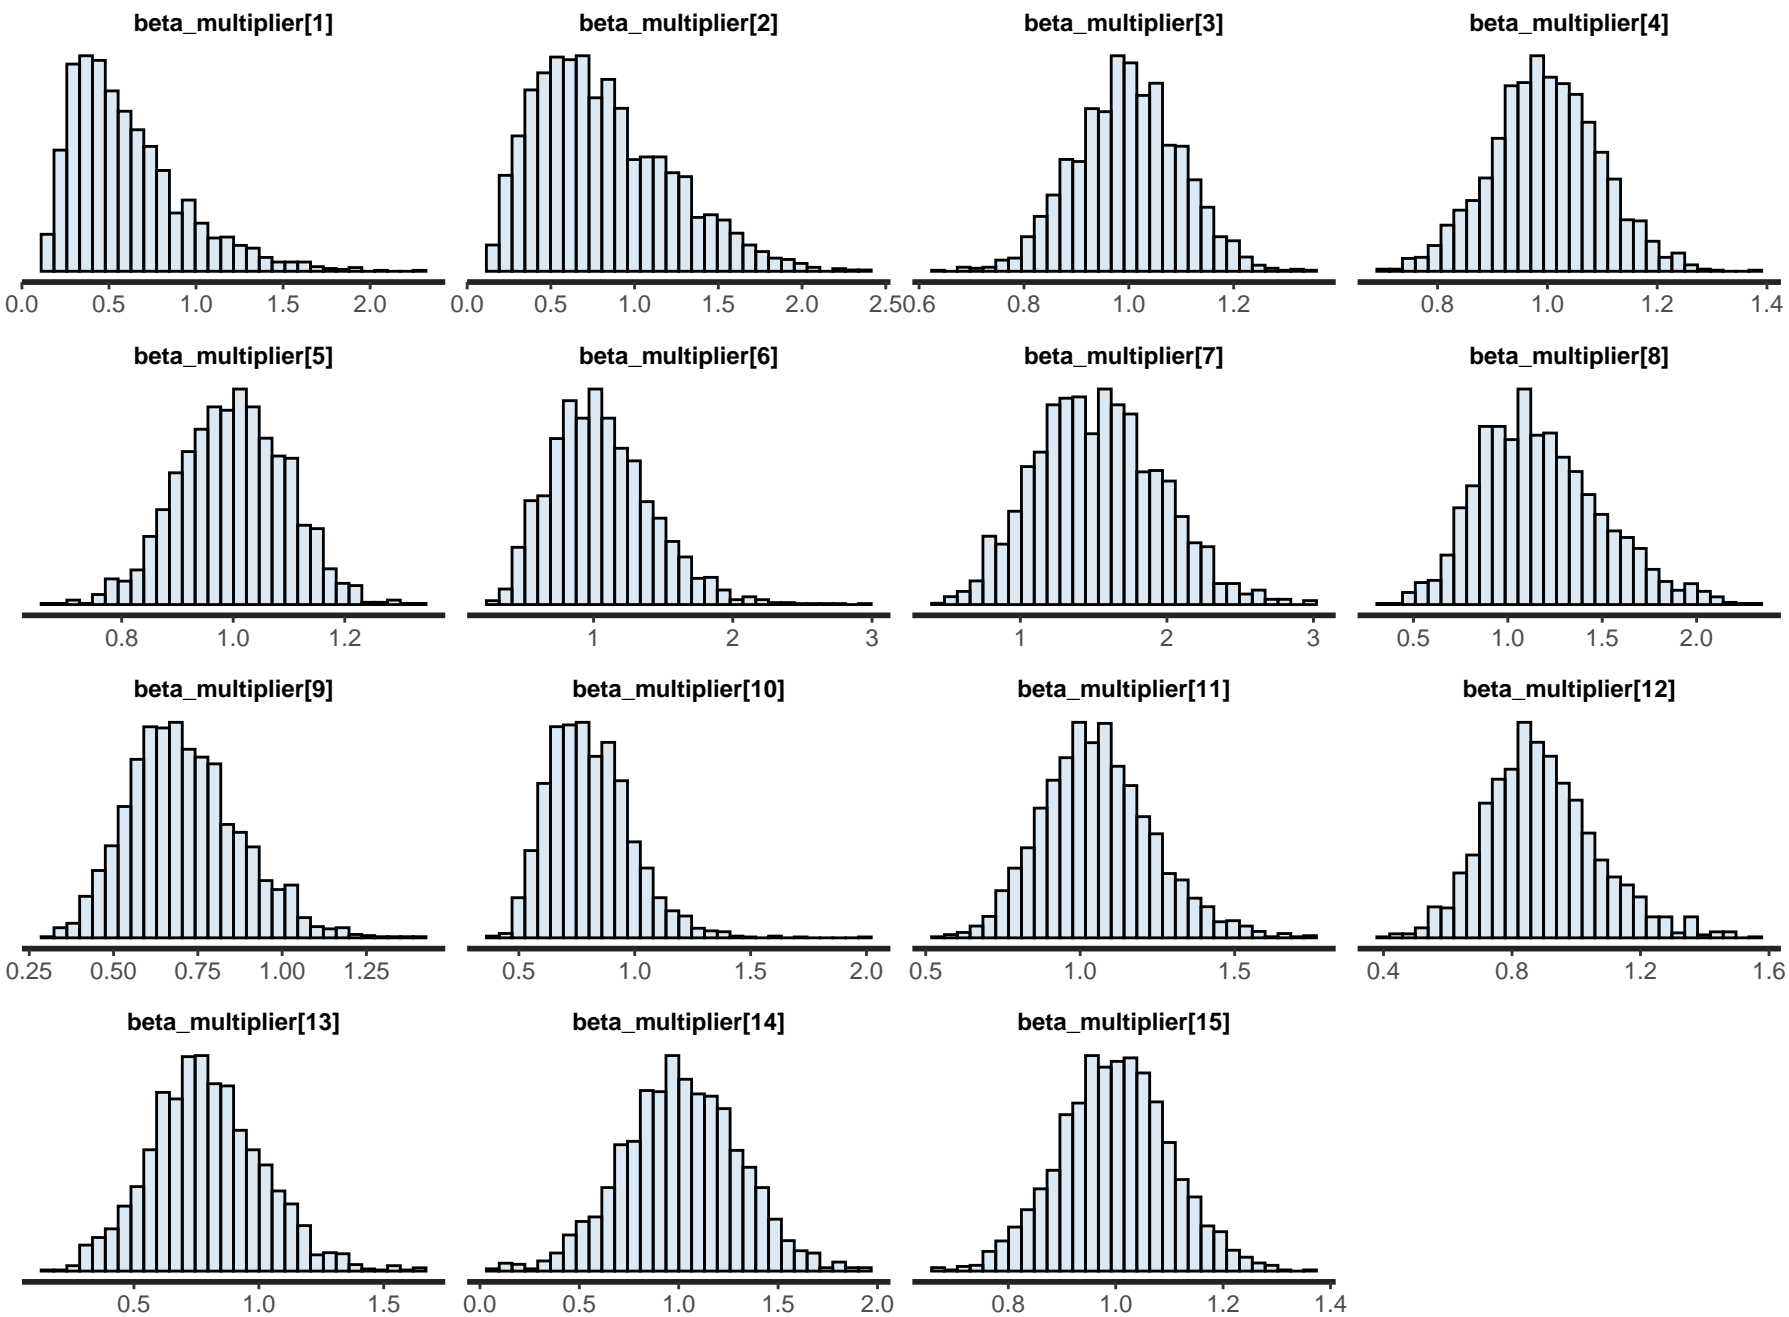 beta_multiplier[1] beta_multiplier[2] beta_multiplier[3] beta_multiplier[4]
0.0 0.5 1.0 1.5 2.0 0.0 0.5 1.0 1.5 2.0 2.5 0.6 0.8 1.0 1.2 0.8 1.0 1.2 1.4
beta_multiplier[5] beta_multiplier[6] beta_multiplier[7] beta_multiplier[8]
0.8 1.0 1.2 1 2 3 1 2 3 0.5 1.0 1.5 2.0
beta_multiplier[9] beta_multiplier[10] beta_multiplier[11] beta_multiplier[12]
0.25 0.50 0.75 1.00 1.25 0.5 1.0 1.5 2.0 0.5 1.0 1.5 0.4 0.8 1.2 1.6
beta_multiplier[13] beta_multiplier[14] beta_multiplier[15]
0.5 1.0 1.5 0.0 0.5 1.0 1.5 2.0 0.8 1.0 1.2 1.4